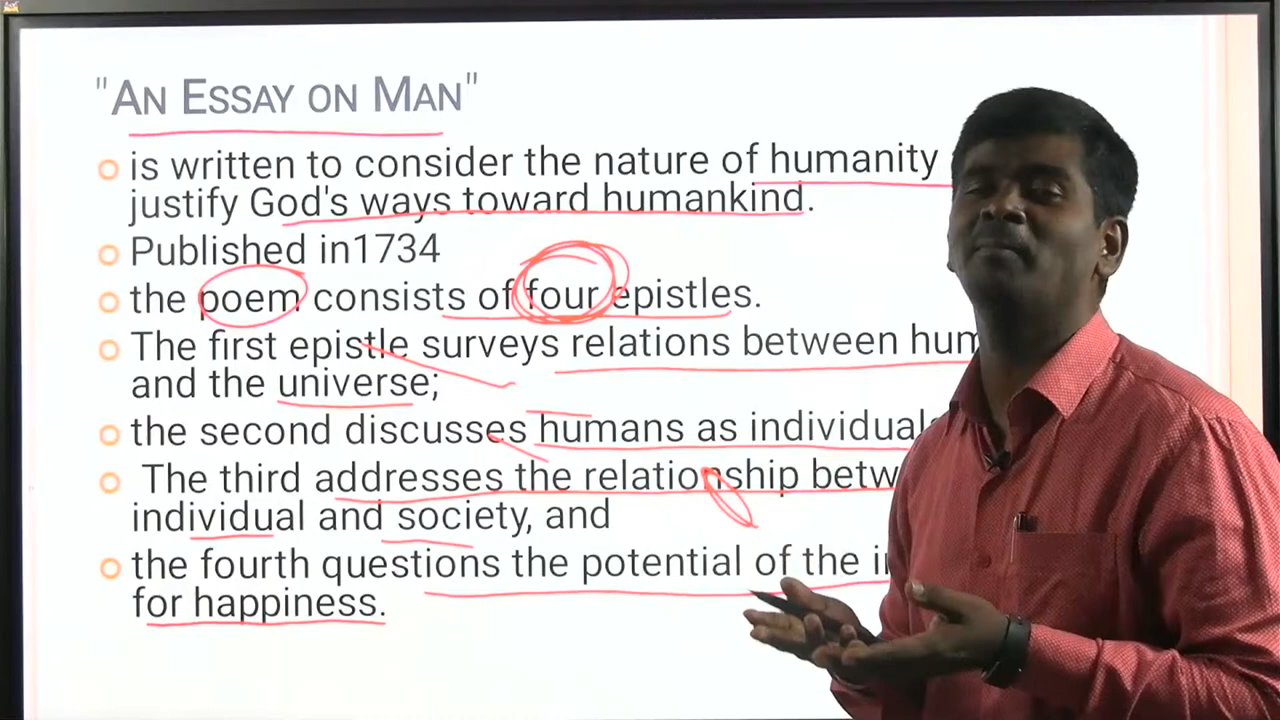 "AN ESSAY ON MAN"
is written to consider the nature of humanity
justify God's ways toward humankind.
Published in1734
the poem consists of four epistles.
The first epistle surveys relations between hum
and the universe;
the second discusses humans as individual
The third addresses the relationship betw
individual and society, and
the fourth questions the potential of the i
for happiness.